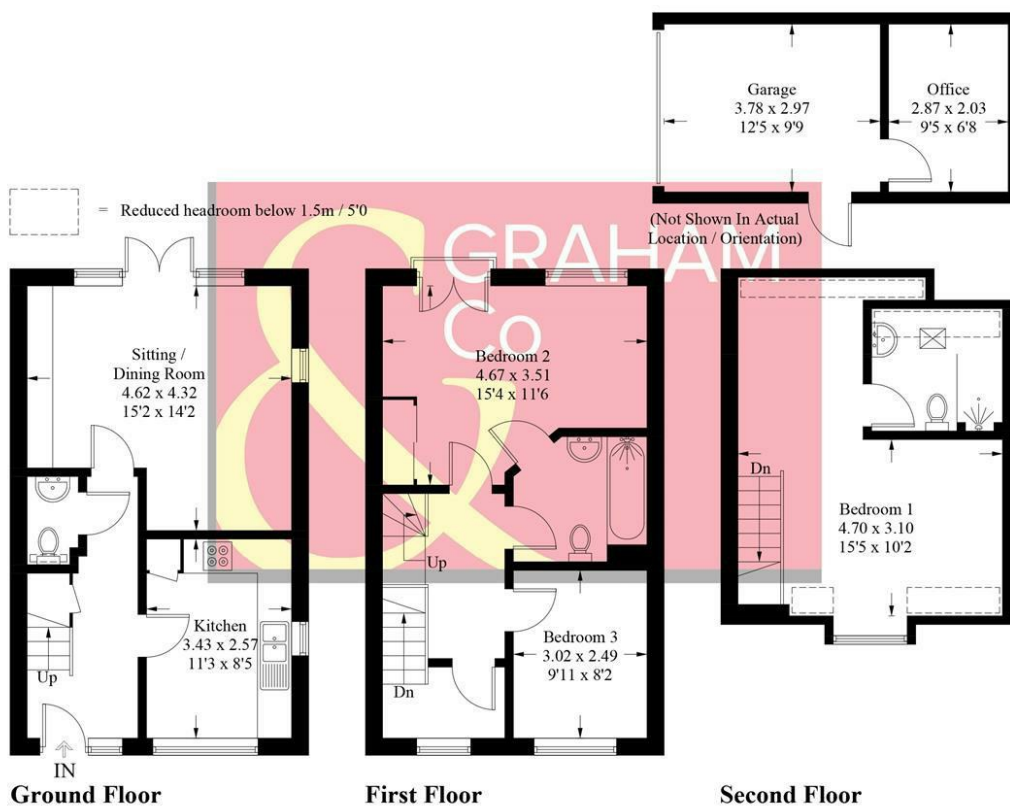 Garage
3.78 x 2.97
12'5 x 9'9
Office
2.87 x 2.03
9'5 x 6'8
= Reduced headroom below 1.5m / 5'0
(Not Shown In Actual
Location / Orientation)
& GRAHAM
Co
Sitting /
Dining Room
4.62 x 4.32
15'2 x 14'2
Bedroom 2
4.67 x 3.51
15'4 x 11'6
Dn
Bedroom 1
4.70 x 3.10
15'5 x 10'2
Up
Kitchen
3.43 x 2.57
11'3 x 8'5
Up
Bedroom 3
3.02 x 2.49
9'11 x 8'2
Dn
IN
Ground Floor
First Floor
Second Floor